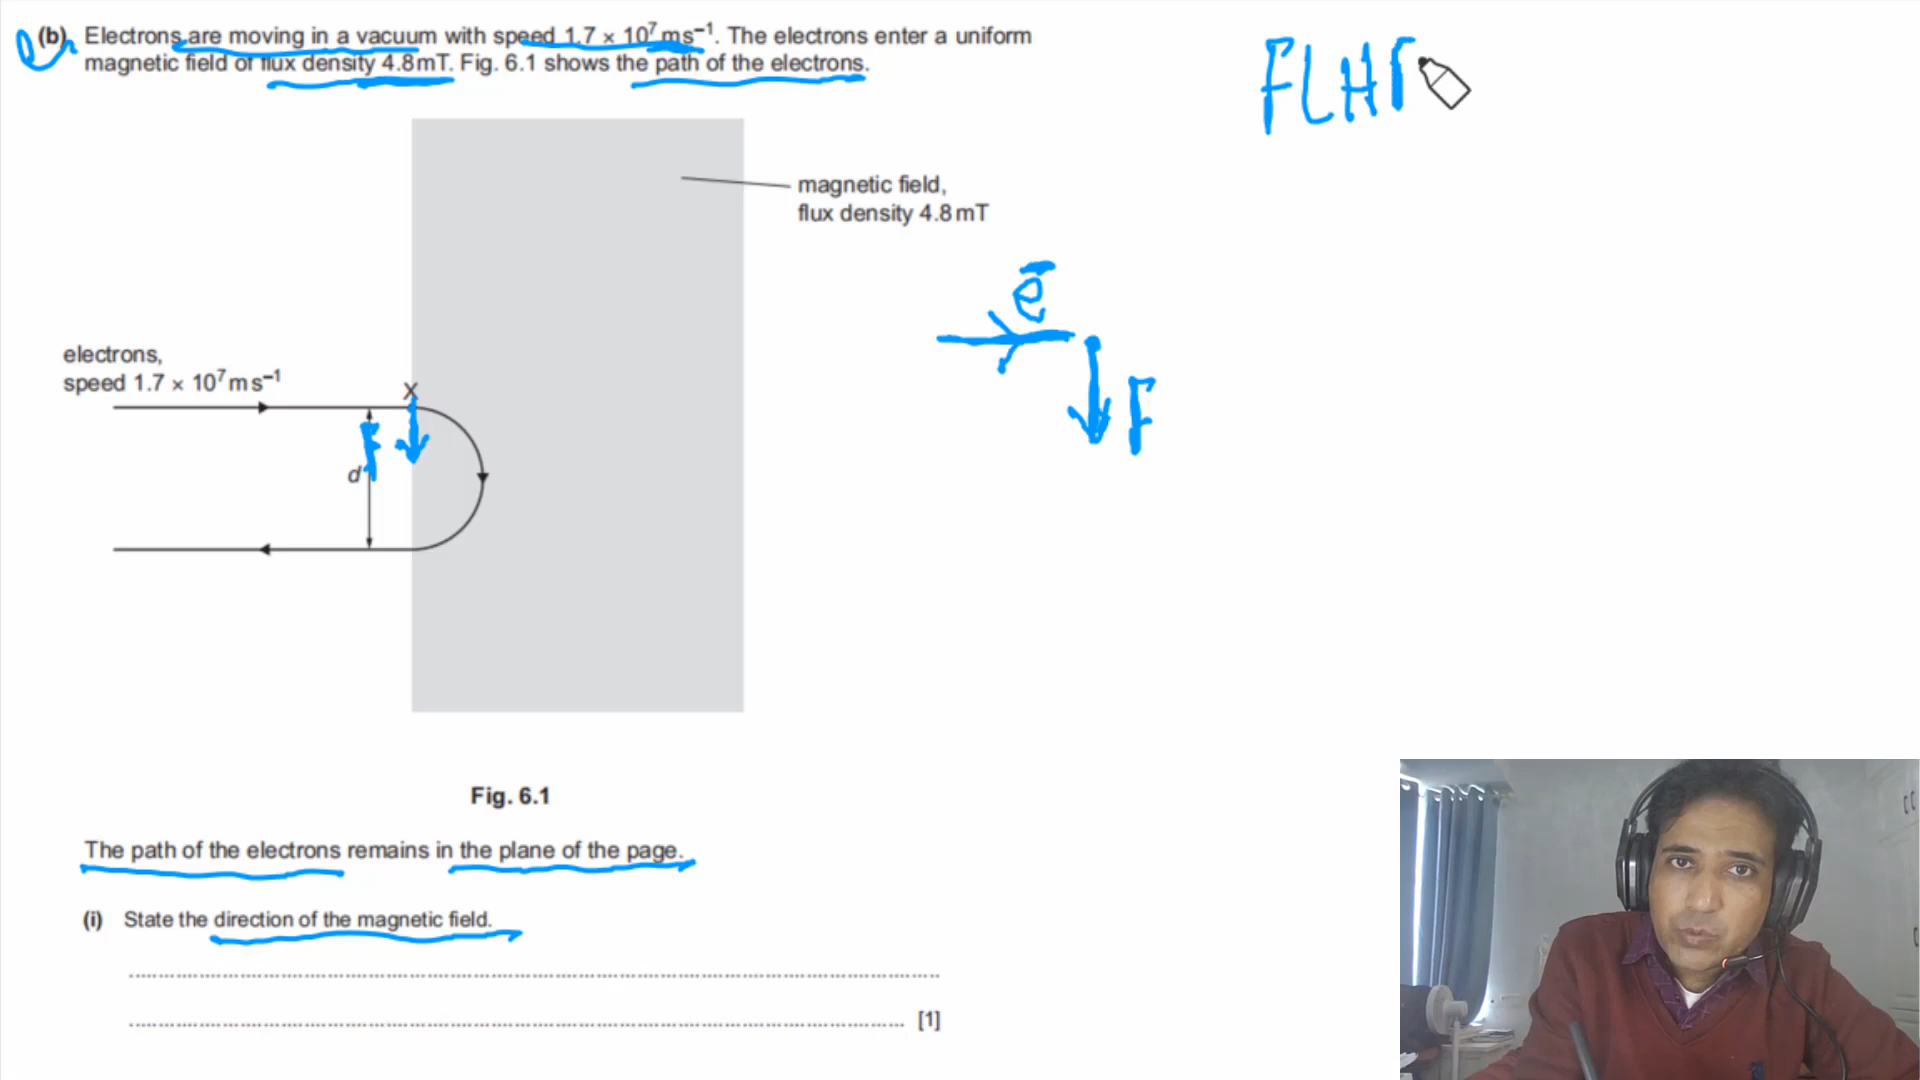 (b) Electrons are moving in a vacuum with speed 1.7 × 10⁷ m s⁻¹. The electrons enter a uniform
magnetic field of flux density 4.8 mT. Fig. 6.1 shows the path of the electrons.
FLHR
magnetic field,
flux density 4.8 mT
e̅
F
electrons,
speed 1.7 × 10⁷ m s⁻¹
X
F
d
Fig. 6.1
The path of the electrons remains in the plane of the page.
(i) State the direction of the magnetic field.
................................................................
................................................................ [1]